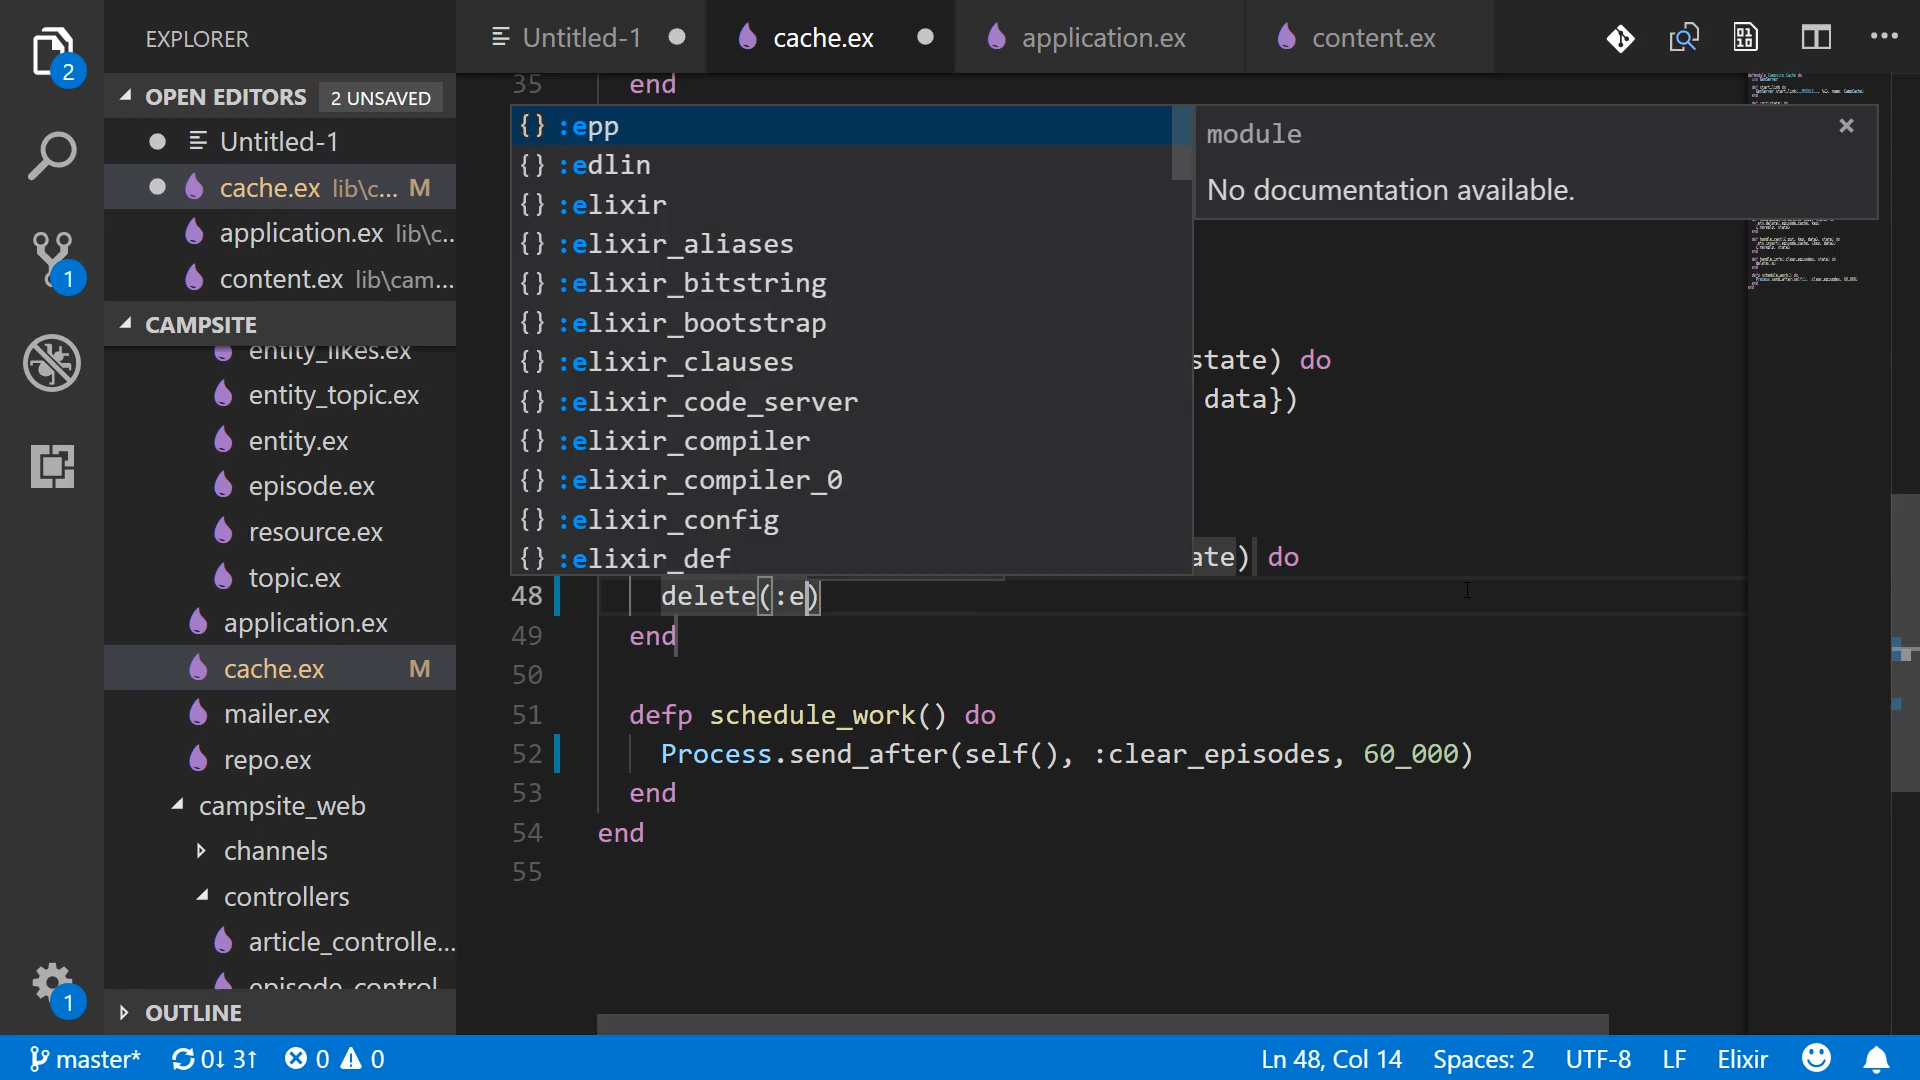 EXPLORER
Untitled-1
cache.ex
application.ex
content.ex
2
OPEN EDITORS
2 UNSAVED
Untitled-1
cache.ex lib\c... M
application.ex lib\c...
content.ex lib\cam...
1
CAMPSITE
entity_likes.ex
entity_topic.ex
entity.ex
episode.ex
resource.ex
topic.ex
application.ex
cache.ex M
mailer.ex
repo.ex
campsite_web
channels
controllers
article_controlle...
episode_control
1
OUTLINE
35 end
{} :epp
{} :edlin
{} :elixir
{} :elixir_aliases
{} :elixir_bitstring
{} :elixir_bootstrap
{} :elixir_clauses
{} :elixir_code_server
{} :elixir_compiler
{} :elixir_compiler_0
{} :elixir_config
{} :elixir_def
module
No documentation available.
state) do
data})
ate) do
48 delete(:e)
49 end
50
51 defp schedule_work() do
52 Process.send_after(self(), :clear_episodes, 60_000)
53 end
54 end
55
master* 0↓ 3↑ 0 0
Ln 48, Col 14 Spaces: 2 UTF-8 LF Elixir